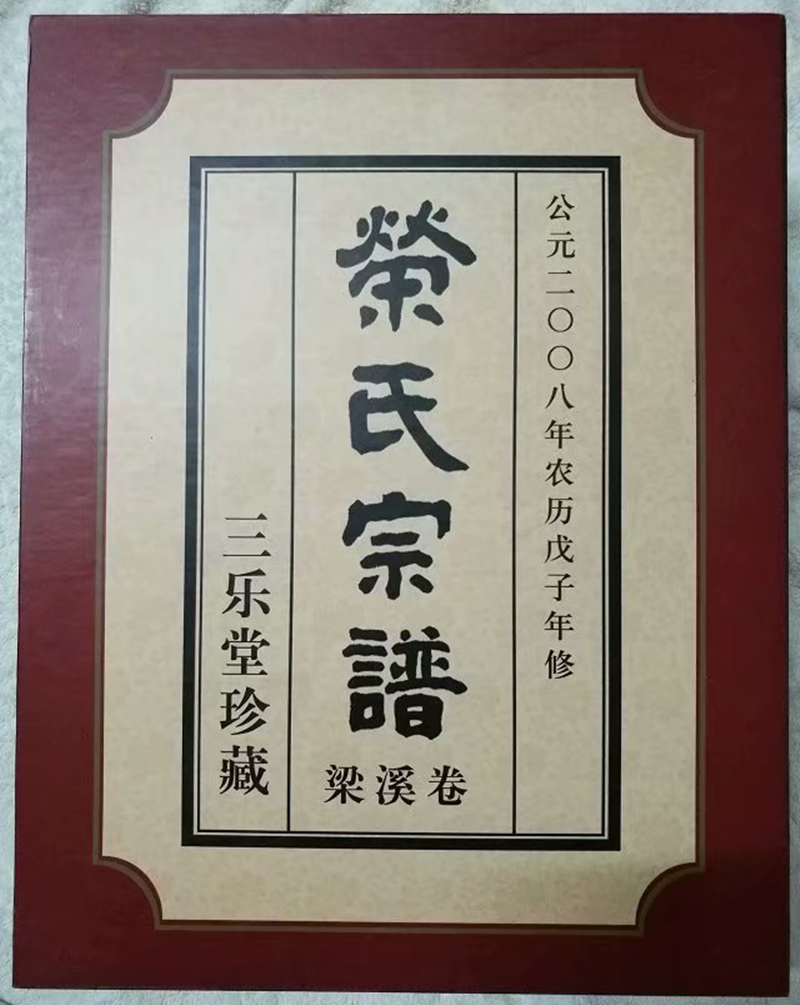 公元二〇〇八年农历戊子年修
榮氏宗譜
梁溪卷
三乐堂珍藏